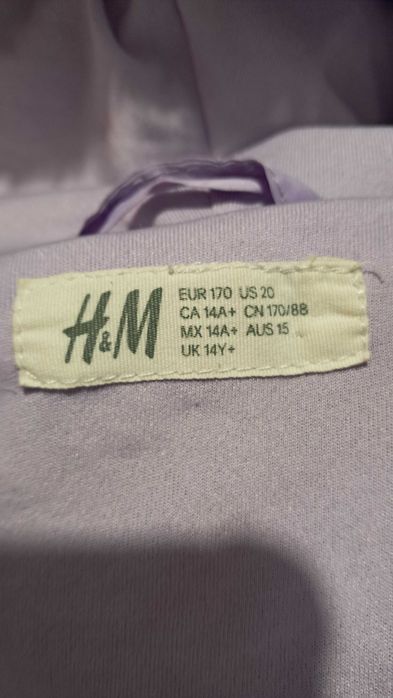 H&M
EUR 170 US 20
CA 14A+ CN 170/88
MX 14A+ AUS 15
UK 14Y+